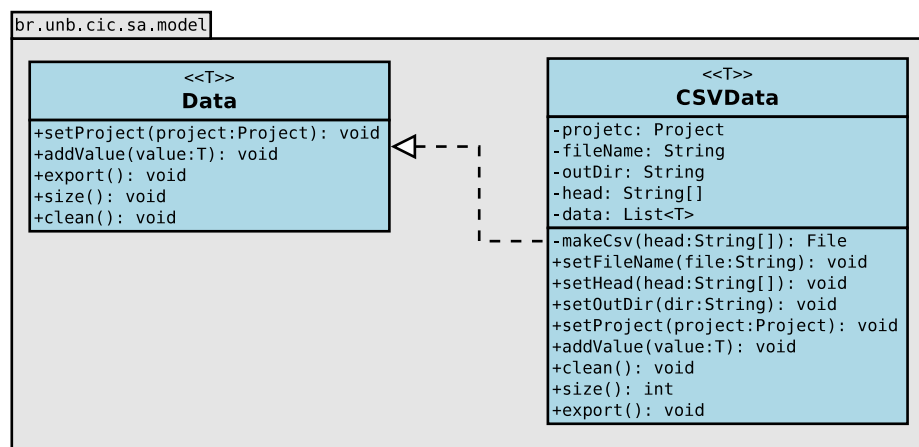 br.unb.cic.sa.model
<<T>>
Data
+setProject(project:Project): void
+addValue(value:T): void
+export(): void
+size(): void
+clean(): void
<<T>>
CSVData
-projetc: Project
-fileName: String
-outDir: String
-head: String[]
-data: List<T>
-makeCsv(head:String[]): File
+setFileName(file:String): void
+setHead(head:String[]): void
+setOutDir(dir:String): void
+setProject(project:Project): void
+addValue(value:T): void
+clean(): void
+size(): int
+export(): void